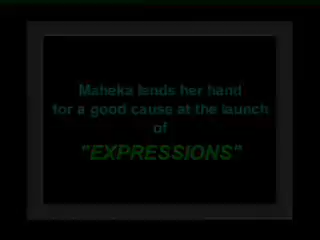 Maheka lends her hand
for a good cause at the launch
of
"EXPRESSIONS"